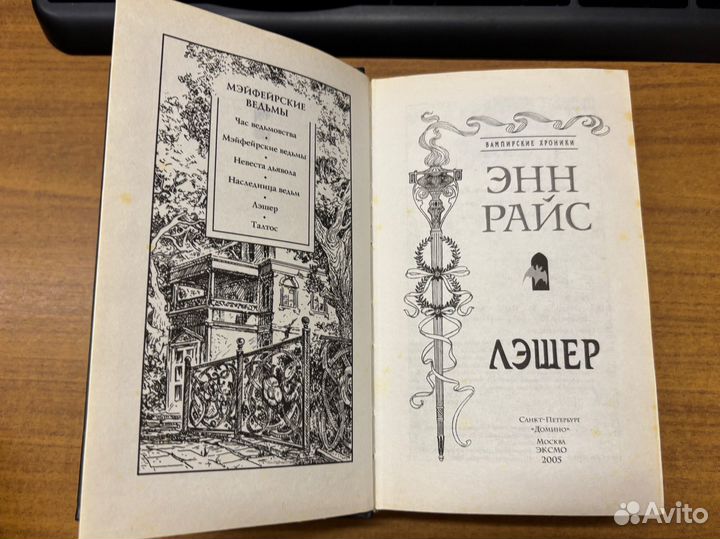 МЭЙФЕЙРСКИЕ
ВЕДЬМЫ
Час ведьмовства
•
Мэйфейрские ведьмы
•
Невеста дьявола
•
Наследница ведьм
•
Лэшер
•
Талтос
ВАМПИРСКИЕ ХРОНИКИ
ЭНН
РАЙС
ЛЭШЕР
САНКТ-ПЕТЕРБУРГ
«ДОМИНО»
МОСКВА
ЭКСМО
2005
Avito